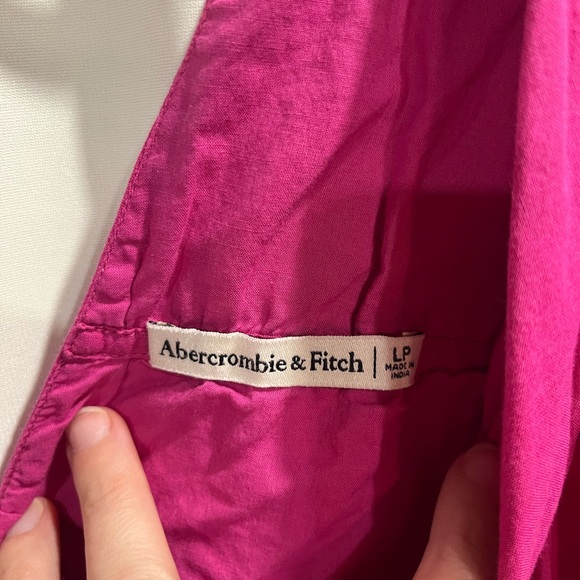 Abercrombie & Fitch | LP
MADE IN
INDIA